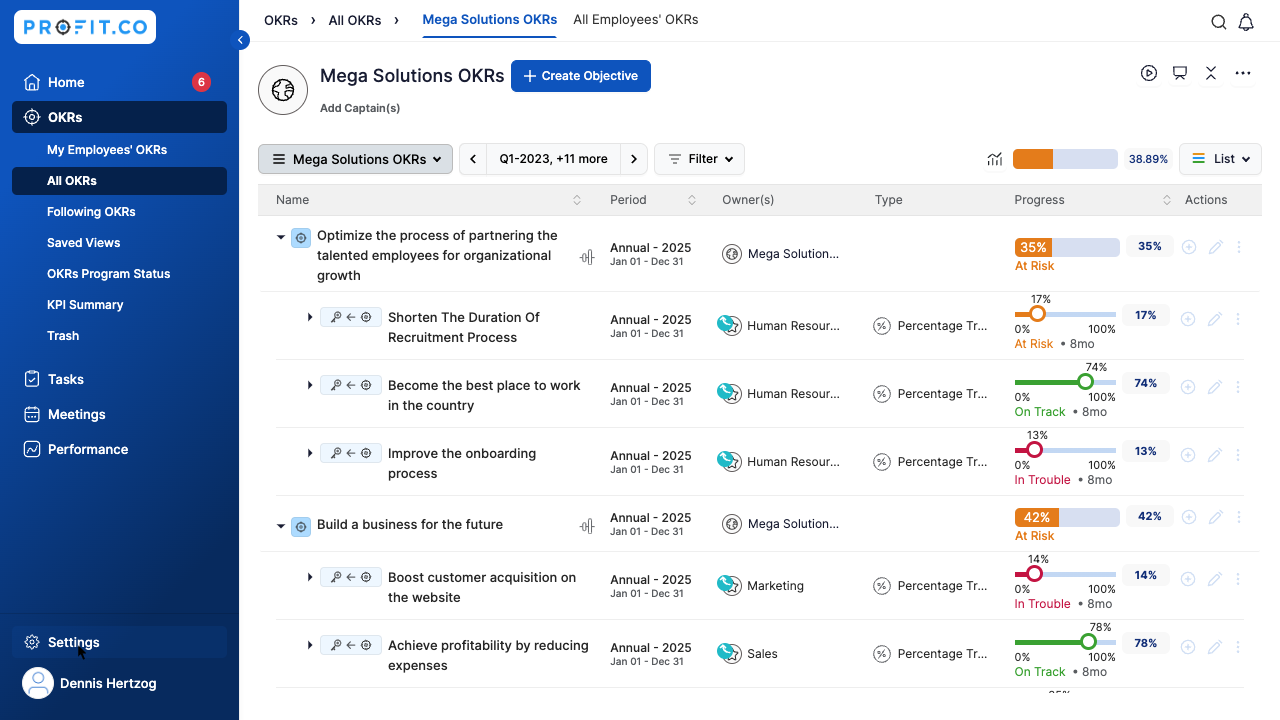 PROFIT.CO
Home
6
OKRs
My Employees' OKRs
All OKRs
Following OKRs
Saved Views
OKRs Program Status
KPI Summary
Trash
Tasks
Meetings
Performance
Settings
Dennis Hertzog
OKRs
All OKRs
Mega Solutions OKRs
All Employees' OKRs
Mega Solutions OKRs
Create Objective
Add Captain(s)
Mega Solutions OKRs
Q1-2023, +11 more
Filter
38.89%
List
Name
Period
Owner(s)
Type
Progress
Actions
Optimize the process of partnering the
talented employees for organizational
growth
Annual - 2025
Jan 01 - Dec 31
Mega Solution...
35%
35%
At Risk
Shorten The Duration Of
Recruitment Process
Annual - 2025
Jan 01 - Dec 31
Human Resour...
Percentage Tr...
17%
0%
100%
17%
At Risk • 8mo
Become the best place to work
in the country
Annual - 2025
Jan 01 - Dec 31
Human Resour...
Percentage Tr...
74%
0%
100%
74%
On Track • 8mo
Improve the onboarding
process
Annual - 2025
Jan 01 - Dec 31
Human Resour...
Percentage Tr...
13%
0%
100%
13%
In Trouble • 8mo
Build a business for the future
Annual - 2025
Jan 01 - Dec 31
Mega Solution...
42%
42%
At Risk
Boost customer acquisition on
the website
Annual - 2025
Jan 01 - Dec 31
Marketing
Percentage Tr...
14%
0%
100%
14%
In Trouble • 8mo
Achieve profitability by reducing
expenses
Annual - 2025
Jan 01 - Dec 31
Sales
Percentage Tr...
78%
0%
100%
78%
On Track • 8mo